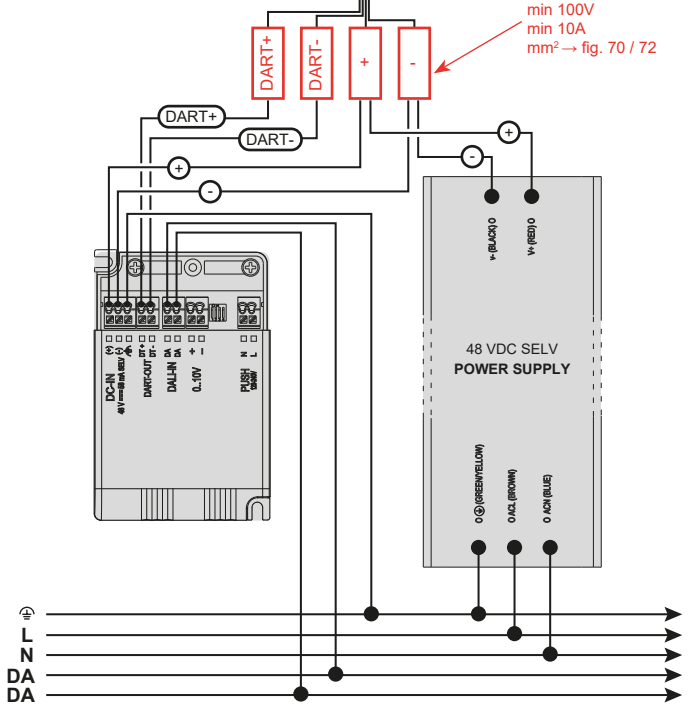 min 100V
min 10A
mm² → fig. 70 / 72
DART+
DART-
+
-
DART+
DART-
+
-
+
-
V- (BLACK) O
V+ (RED) O
48 VDC SELV
POWER SUPPLY
O (GREEN/YELLOW)
O ACL (BROWN)
O ACN (BLUE)
(+)
(-)
DC-IN
DT +
DT -
DART-OUT
DA
DA
DALI-IN
+
-
0..10V
N
L
PUSH
L
N
DA
DA